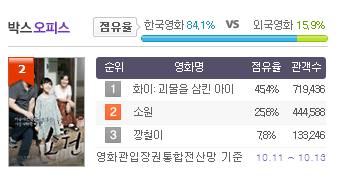 박스오피스 점유율 한국영화 84,1% VS 외국영화 15,9%
2
순위 영화명 점유율 관객수
1 화이: 괴물을 삼킨 아이 45,4% 719,436
2 소원 25,6% 444,588
3 깡철이 7,8% 133,246
영화관입장권통합전산망 기준 10.11 ~ 10.13